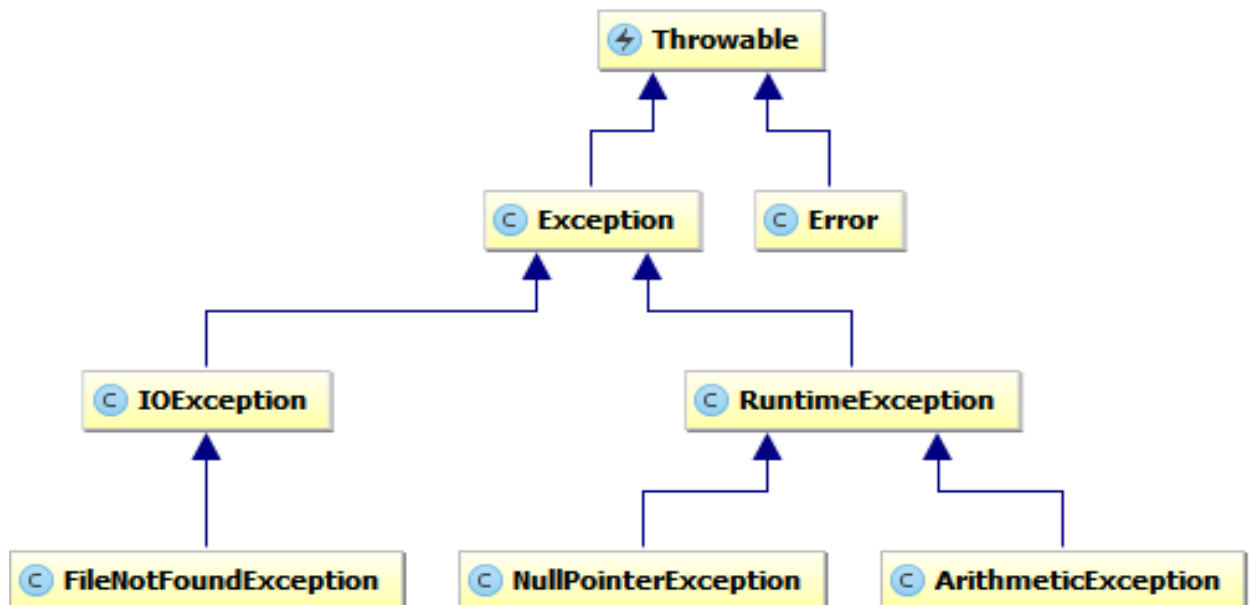 Throwable
C Exception
C Error
C IOException
C RuntimeException
C FileNotFoundException
C NullPointerException
C ArithmeticException